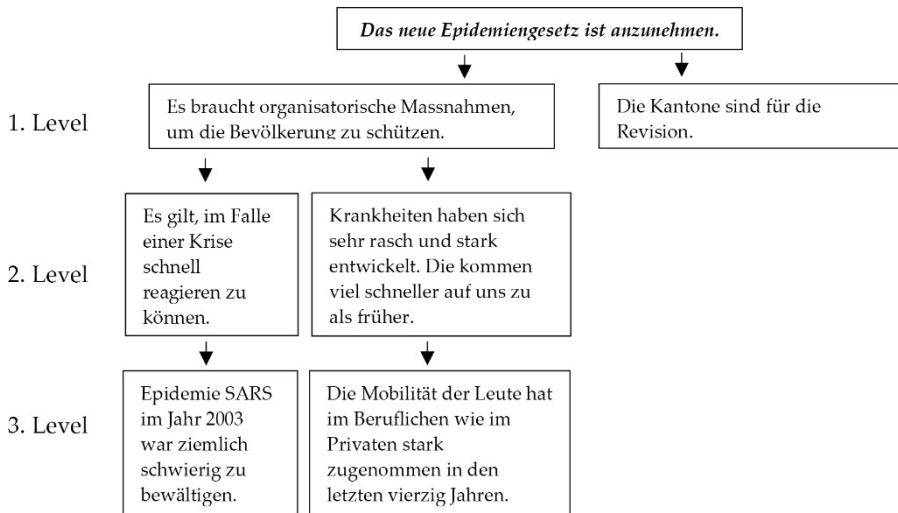 Das neue Epidemiengesetz ist anzunehmen.
1. Level
Es braucht organisatorische Massnahmen,
um die Bevölkerung zu schützen.
Die Kantone sind für die
Revision.
2. Level
Es gilt, im Falle
einer Krise
schnell
reagieren zu
können.
Krankheiten haben sich
sehr rasch und stark
entwickelt. Die kommen
viel schneller auf uns zu
als früher.
3. Level
Epidemie SARS
im Jahr 2003
war ziemlich
schwierig zu
bewältigen.
Die Mobilität der Leute hat
im Beruflichen wie im
Privaten stark
zugenommen in den
letzten vierzig Jahren.